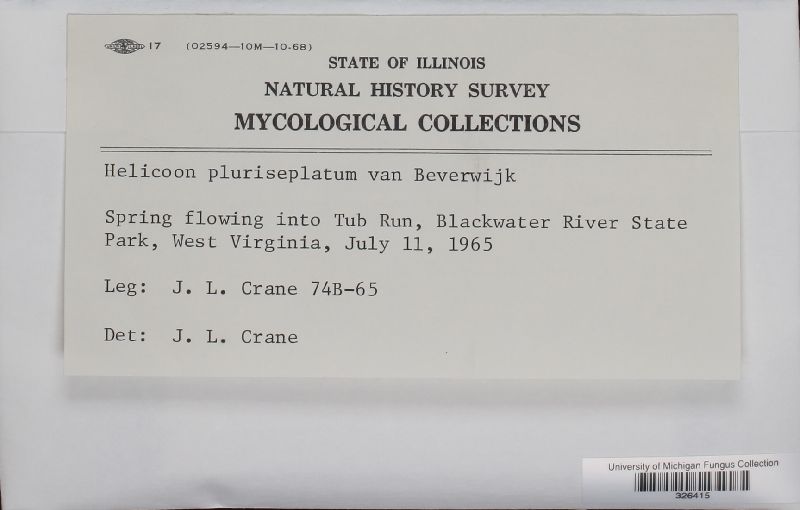 17 (02594—10M—10-68)
STATE OF ILLINOIS
NATURAL HISTORY SURVEY
MYCOLOGICAL COLLECTIONS
Helicoon pluriseplatum van Beverwijk
Spring flowing into Tub Run, Blackwater River State
Park, West Virginia, July 11, 1965
Leg: J. L. Crane 74B-65
Det: J. L. Crane
University of Michigan Fungus Collection
326415